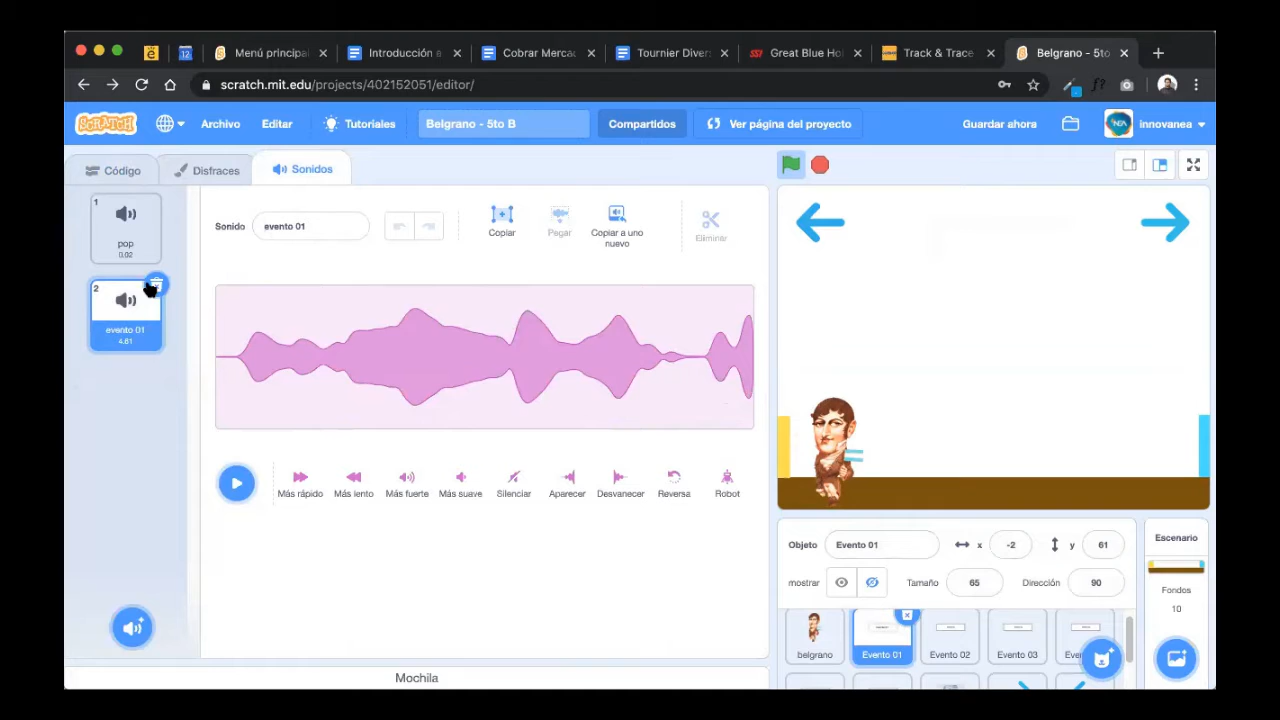 Menú principal
Introducción a
Cobrar Merca
Tournier Divers
Great Blue Ho
Track & Trace
Belgrano - 5to
12
scratch.mit.edu/projects/402152051/editor/
f?
SCRATCH
Archivo
Editar
Tutoriales
Belgrano - 5to B
Compartidos
Ver página del proyecto
Guardar ahora
innovanea
Código
Disfraces
Sonidos
1
pop
0.02
2
evento 01
4.61
Sonido
evento 01
Copiar
Pegar
Copiar a uno
nuevo
Eliminar
Más rápido
Más lento
Más fuerte
Más suave
Silenciar
Aparecer
Desvanecer
Reversa
Robot
Objeto
Evento 01
x
-2
y
61
mostrar
Tamaño
65
Dirección
90
belgrano
Evento 01
Evento 02
Evento 03
Escenario
Fondos
10
Mochila